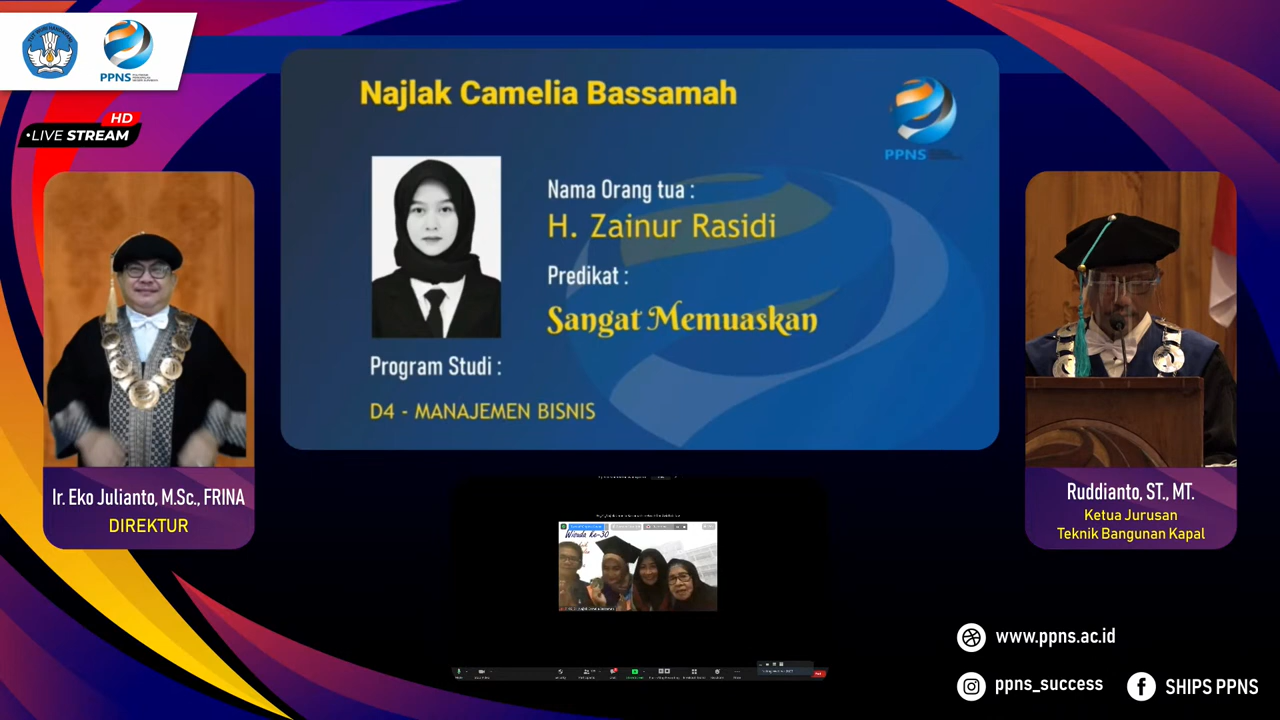 PPNS
HD
LIVE STREAM
Najlak Camelia Bassamah
PPNS
Nama Orang tua :
H. Zainur Rasidi
Predikat :
Sangat Memuaskan
Program Studi :
D4 - MANAJEMEN BISNIS
Ir. Eko Julianto, M.Sc., FRINA
DIREKTUR
Ruddianto, ST., MT.
Ketua Jurusan
Teknik Bangunan Kapal
Wisuda Ke-30
www.ppns.ac.id
ppns_success
SHIPS PPNS